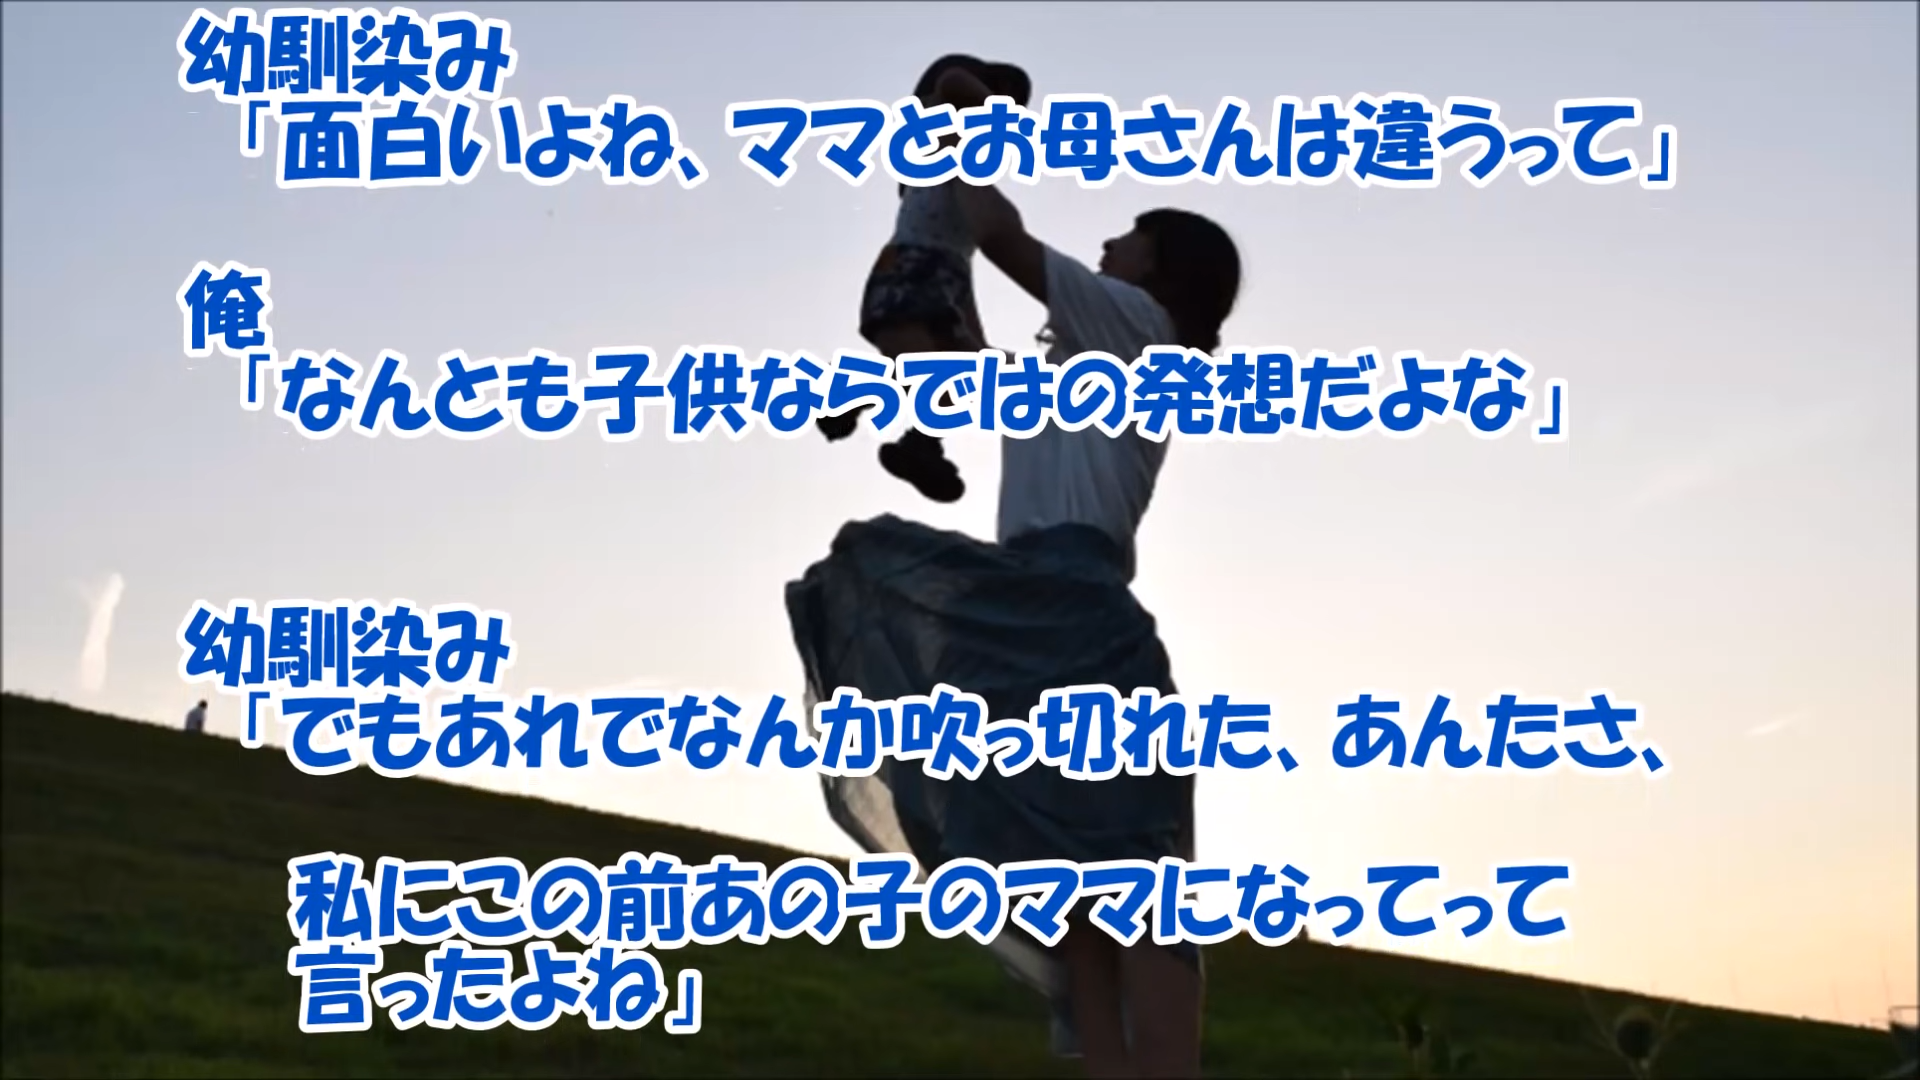 幼馴染み
「面白いよね、ママとお母さんは違うって」
俺
「なんとも子供ならではの発想だよな」
幼馴染み
「でもあれでなんか吹っ切れた、あんたさ、
私にこの前あの子のママになってって
言ったよね」